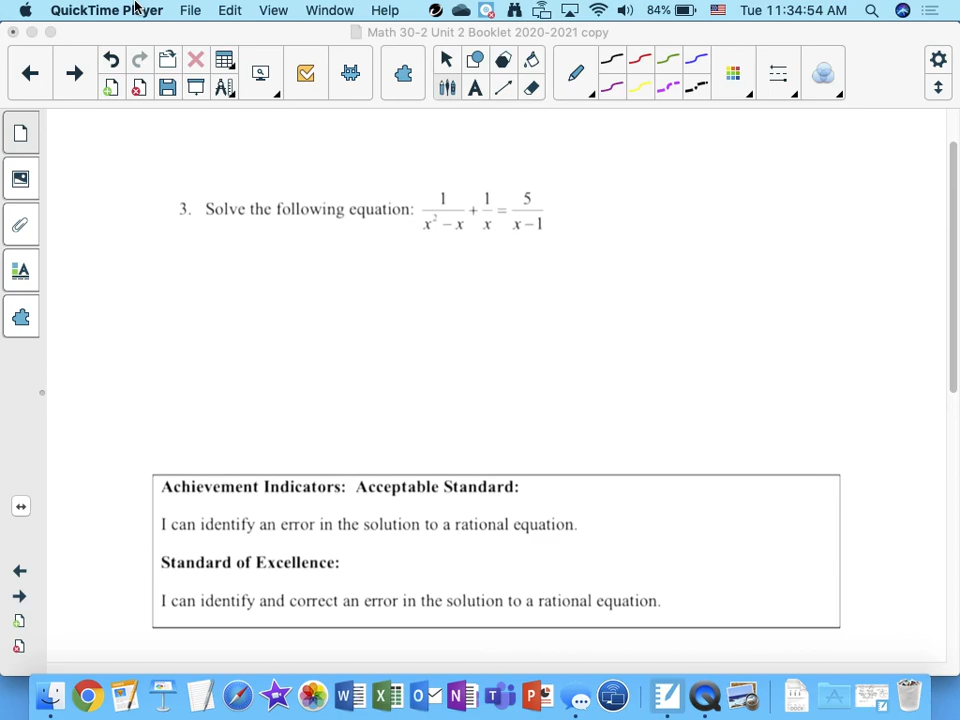 QuickTime Player File Edit View Window Help 84% Tue 11:34:54 AM
Math 30-2 Unit 2 Booklet 2020-2021 copy
3. Solve the following equation: 1/(x² – x) + 1/x = 5/(x – 1)
Achievement Indicators: Acceptable Standard:
I can identify an error in the solution to a rational equation.
Standard of Excellence:
I can identify and correct an error in the solution to a rational equation.